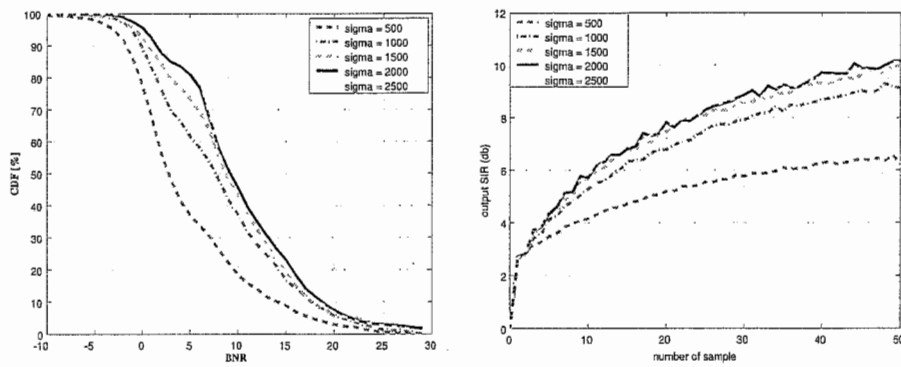 CDF [%]
100
90
80
70
60
50
40
30
20
10
0
-10
-5
0
5
10
15
20
25
30
BNR
sigma = 500
sigma = 1000
sigma = 1500
sigma = 2000
sigma = 2500
output SIR (db)
12
10
8
6
4
2
0
0
10
20
30
40
50
number of sample
sigma = 500
sigma = 1000
sigma = 1500
sigma = 2000
sigma = 2500